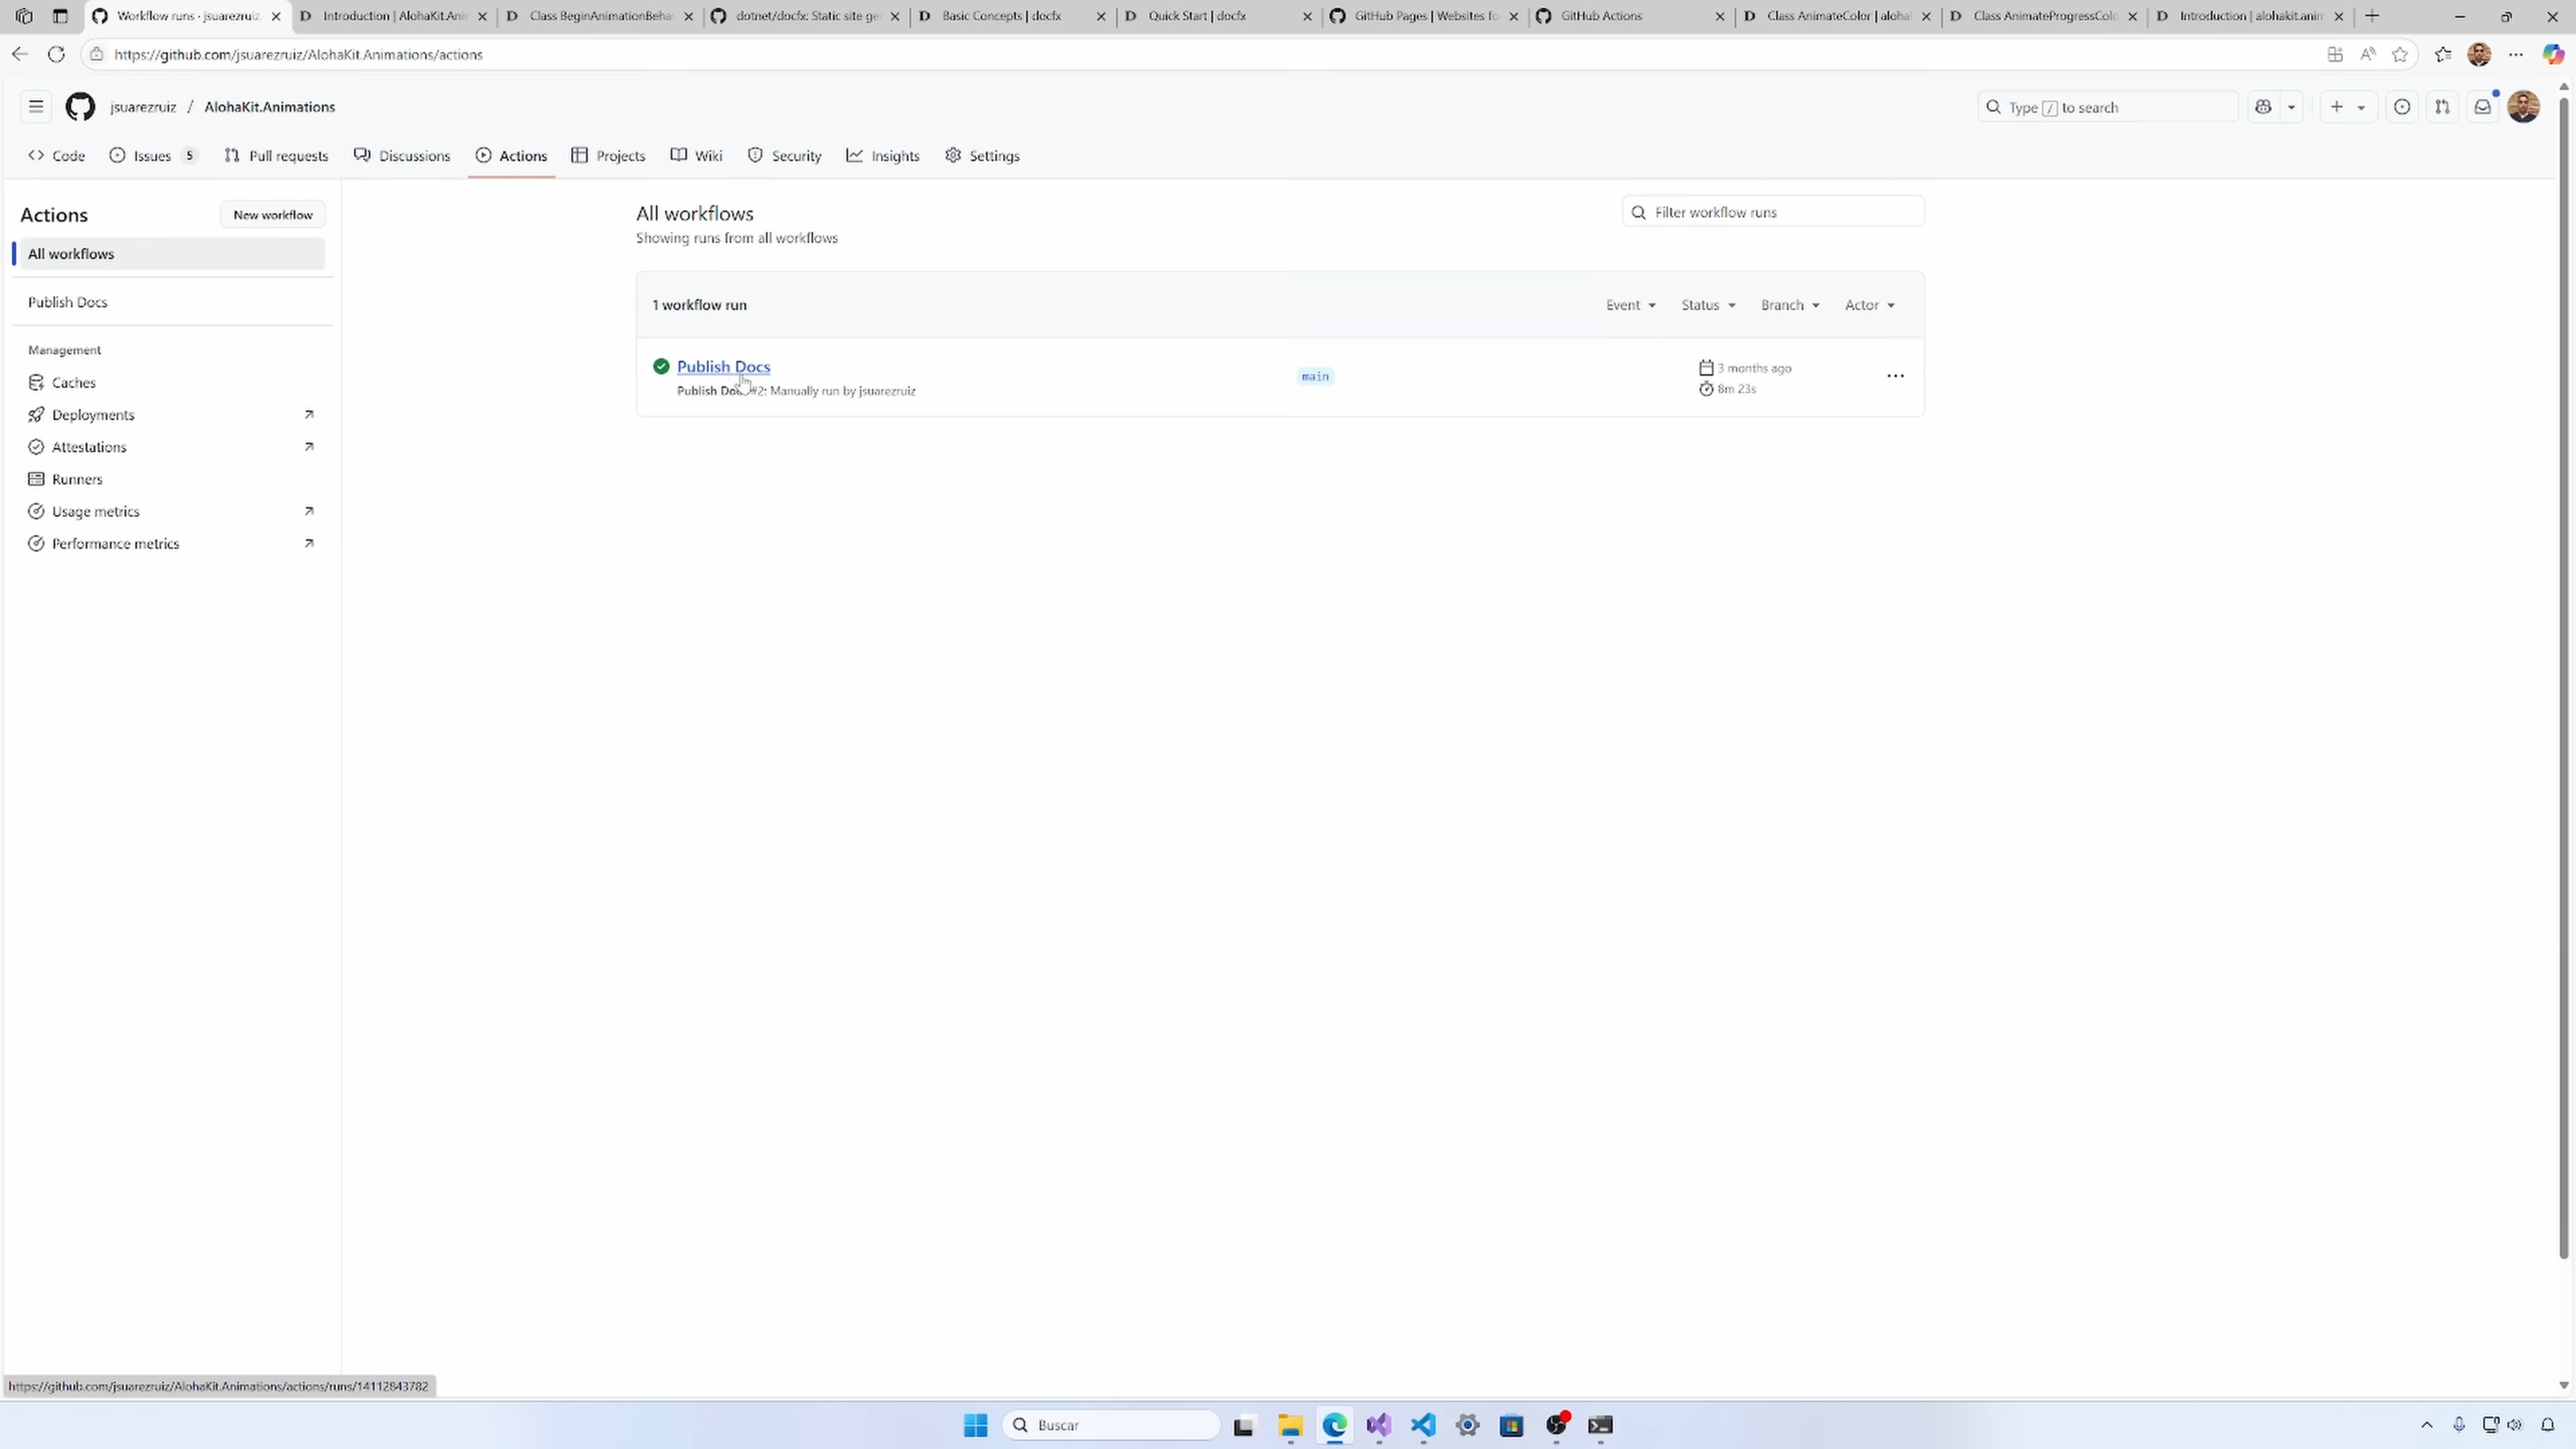 Workflow runs · jsuarezruiz
Introduction | AlohaKit.Ani
Class BeginAnimationBeha
dotnet/docfx: Static site ge
Basic Concepts | docfx
Quick Start | docfx
GitHub Pages | Websites fo
GitHub Actions
Class AnimateColor | aloha
Class AnimateProgressColo
Introduction | alohakit.anim
https://github.com/jsuarezruiz/AlohaKit.Animations/actions
jsuarezruiz / AlohaKit.Animations
Type / to search
Code
Issues 5
Pull requests
Discussions
Actions
Projects
Wiki
Security
Insights
Settings
Actions
New workflow
All workflows
Publish Docs
Management
Caches
Deployments
Attestations
Runners
Usage metrics
Performance metrics
All workflows
Showing runs from all workflows
Filter workflow runs
1 workflow run
Event
Status
Branch
Actor
Publish Docs
Publish Doc #2: Manually run by jsuarezruiz
main
3 months ago
8m 23s
https://github.com/jsuarezruiz/AlohaKit.Animations/actions/runs/14112843782
Buscar